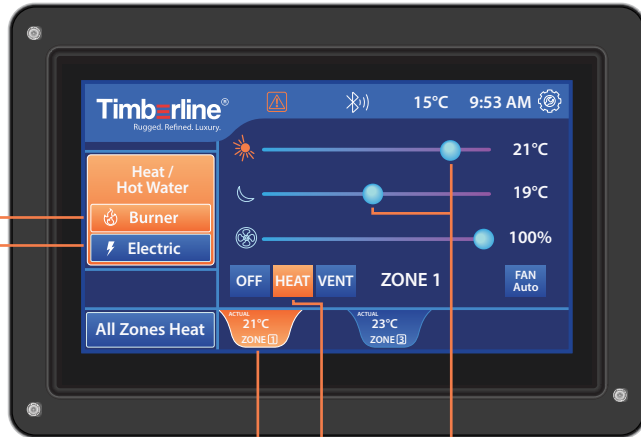 Timberline®
Rugged. Refined. Luxury.
15°C
9:53 AM
Heat /
Hot Water
Burner
Electric
All Zones Heat
21°C
19°C
100%
OFF
HEAT
VENT
ZONE 1
FAN
Auto
ACTUAL
21°C
ZONE 1
ACTUAL
23°C
ZONE 3